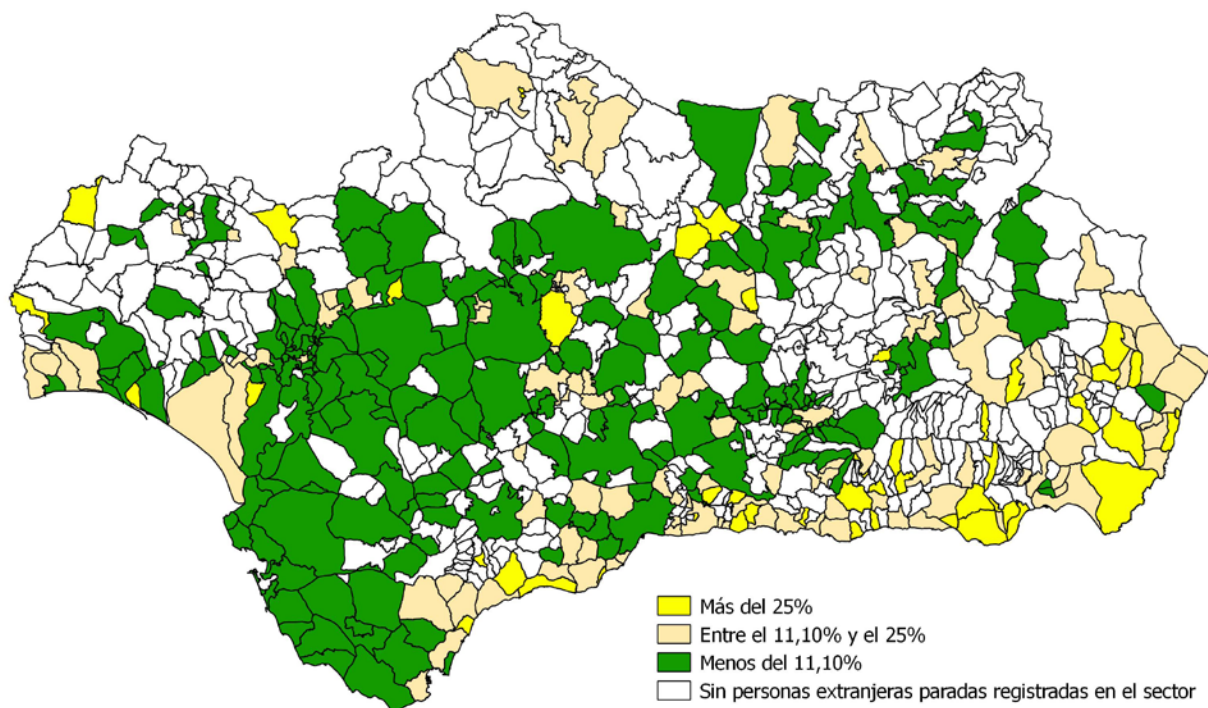 Más del 25%
Entre el 11,10% y el 25%
Menos del 11,10%
Sin personas extranjeras paradas registradas en el sector